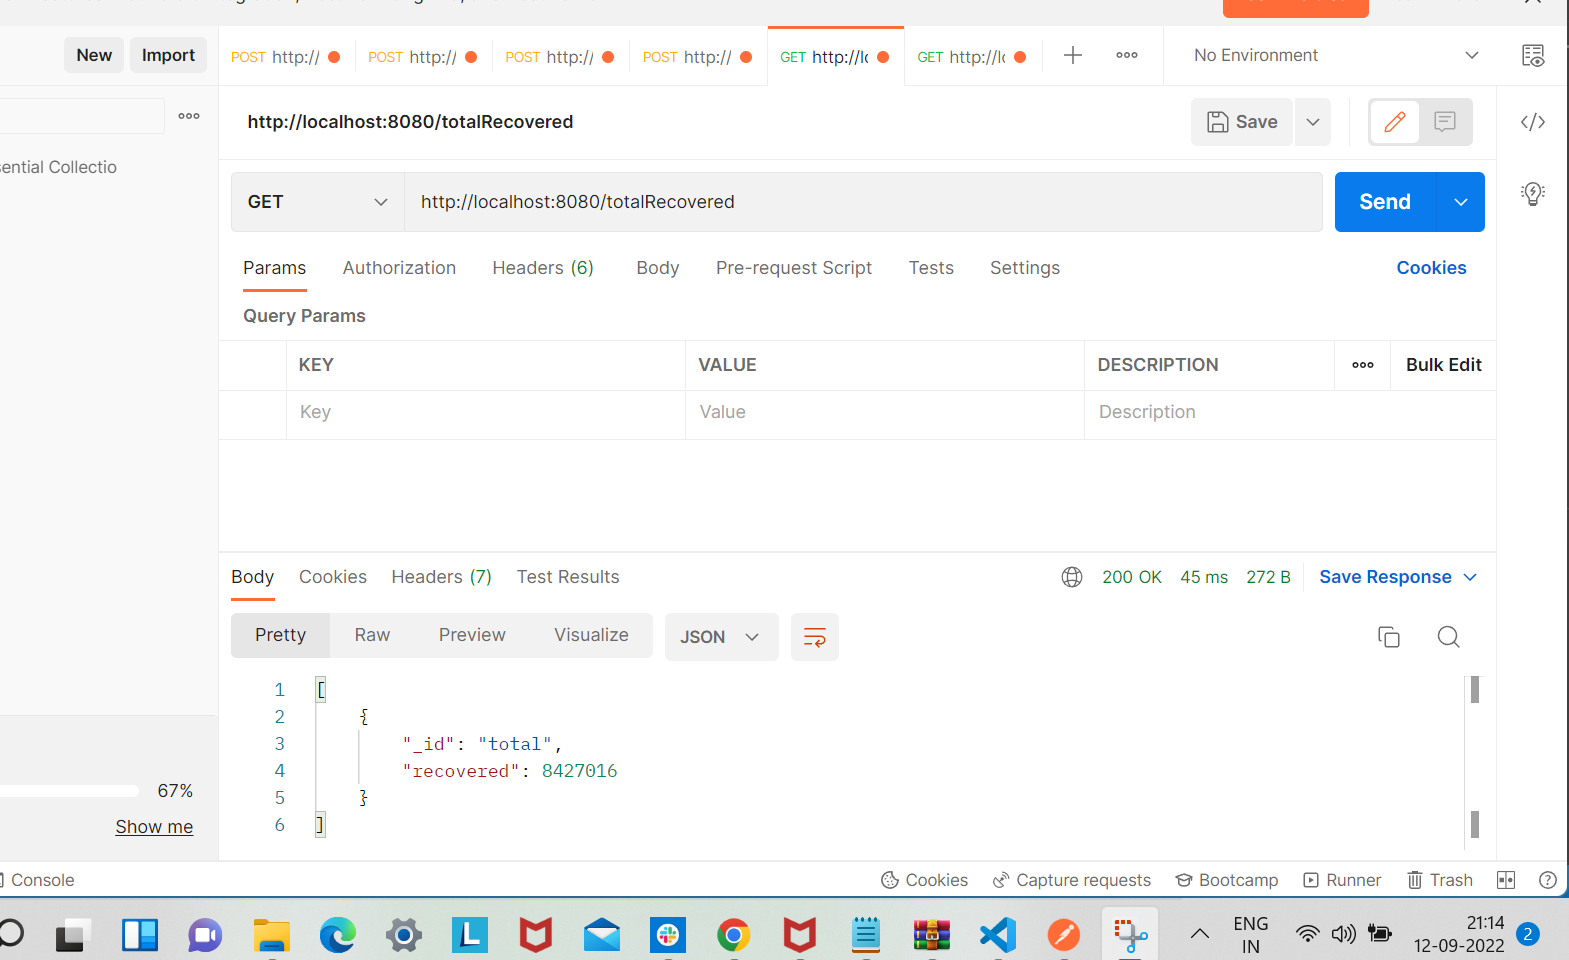 New
Import
POST http://
POST http://
POST http://
POST http://
GET http://lo
GET http://lo
No Environment
http://localhost:8080/totalRecovered
Save
sential Collectio
GET
http://localhost:8080/totalRecovered
Send
Params
Authorization
Headers (6)
Body
Pre-request Script
Tests
Settings
Cookies
Query Params
KEY
VALUE
DESCRIPTION
Bulk Edit
Key
Value
Description
Body
Cookies
Headers (7)
Test Results
200 OK
45 ms
272 B
Save Response
Pretty
Raw
Preview
Visualize
JSON
1 [
2 {
3 "_id": "total",
4 "recovered": 8427016
5 }
6 ]
67%
Show me
Console
Cookies
Capture requests
Bootcamp
Runner
Trash
L
ENG
IN
21:14
12-09-2022
2